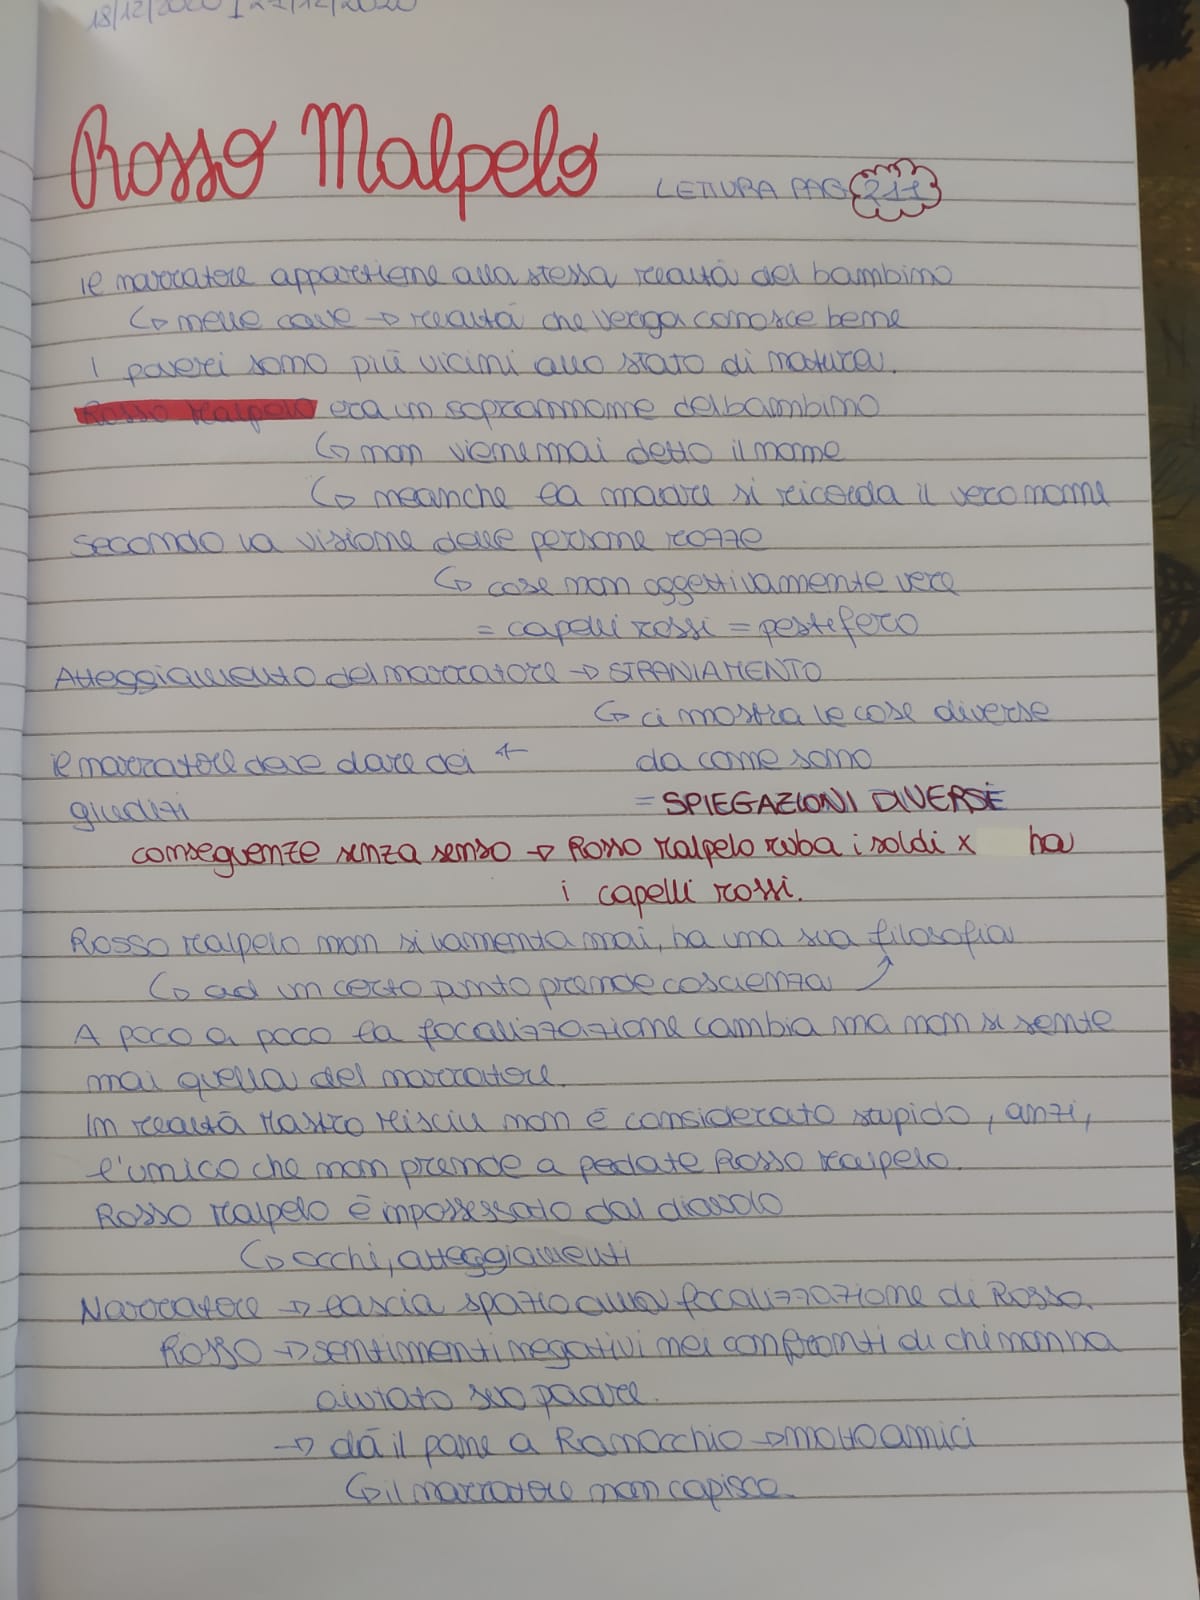 18/12/2020 | 21/12/2020
Rosso Malpelo LETTURA PAG 211
il narratore appartiene alla stessa realtà del bambino
↳ nelle cave → realtà che verga conosce bene
I poveri sono più vicini allo stato di natura.
Rosso Malpelo era un soprannome del bambino
↳ non viene mai detto il nome
↳ neanche la madre si ricorda il vero nome
secondo la visione delle persone rozze
↳ cose non oggettivamente vere
= capelli rossi = pestifero
Atteggiamento del narratore → STRANIAMENTO
↳ ci mostra le cose diverse
il narratore deve dare dei ← da come sono
giudizi = SPIEGAZIONI DIVERSE
conseguenze senza senso → Rosso Malpelo ruba i soldi x ha
i capelli rossi.
Rosso Malpelo non si lamenta mai, ha una sua filosofia
↳ ad un certo punto prende coscienza ↗
A poco a poco la focalizzazione cambia ma non si sente
mai quella del narratore.
In realtà Mastro Misciu non è considerato stupido, anzi,
l'unico che non prende a pedate Rosso Malpelo.
Rosso Malpelo è impossessato dal diavolo
↳ occhi, atteggiamenti
Narratore → lascia spazio alla focalizzazione di Rosso.
Rosso → sentimenti negativi nei confronti di chi non ha
aiutato suo padre.
→ dà il pane a Ranocchio → molto amici
↳ il narratore non capisce.